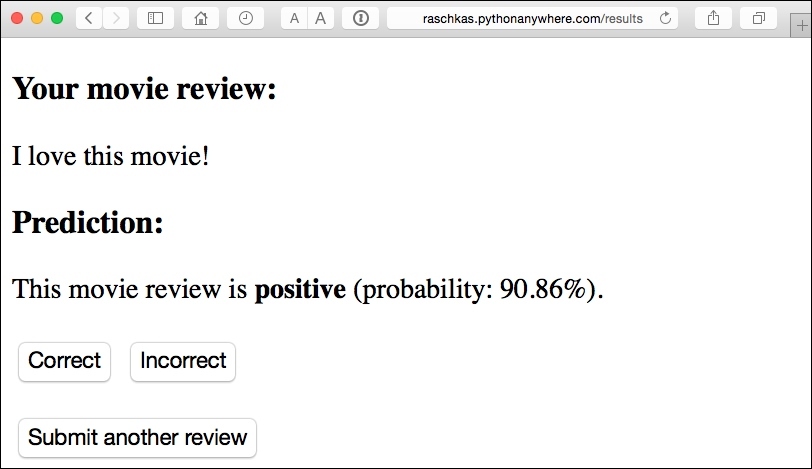 A A raschkas.pythonanywhere.com/results
Your movie review:
I love this movie!
Prediction:
This movie review is positive (probability: 90.86%).
Correct Incorrect
Submit another review